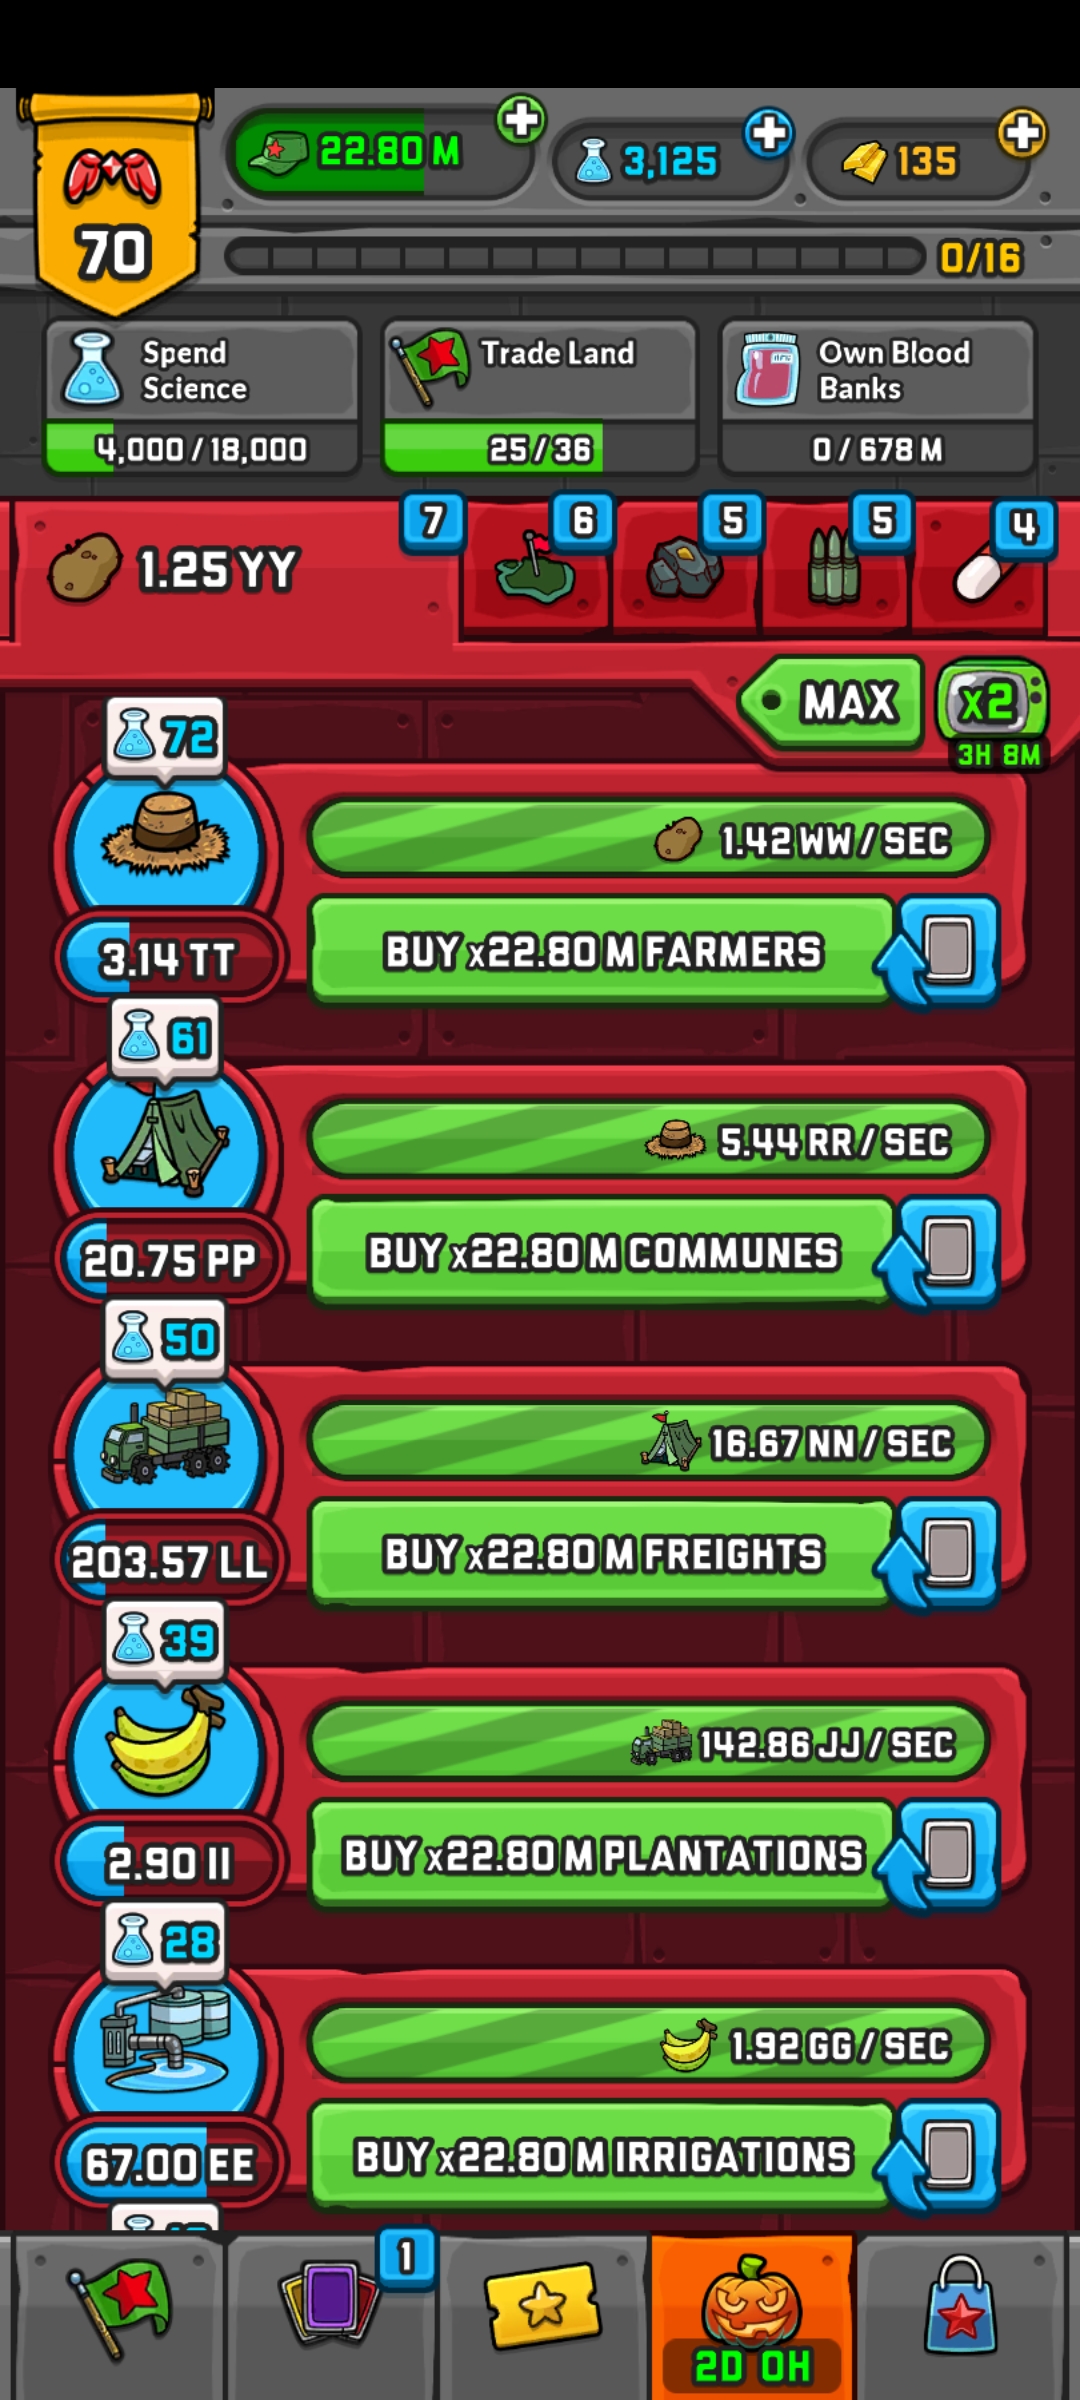 22.80 M
3,125
135
70
0/16
Spend
Science
4,000 / 18,000
Trade Land
25 / 36
Own Blood
Banks
0 / 678 M
1.25 YY
7
6
5
5
4
MAX
x2
3H 8M
72
1.42 WW / SEC
3.14 TT
BUY x22.80 M FARMERS
61
5.44 RR / SEC
20.75 PP
BUY x22.80 M COMMUNES
50
16.67 NN / SEC
203.57 LL
BUY x22.80 M FREIGHTS
39
142.86 JJ / SEC
2.90 II
BUY x22.80 M PLANTATIONS
28
1.92 GG / SEC
67.00 EE
BUY x22.80 M IRRIGATIONS
1
2D 0H